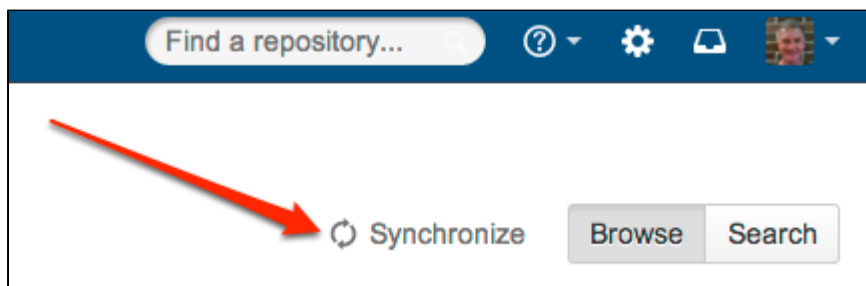 Find a repository...
Synchronize
Browse
Search